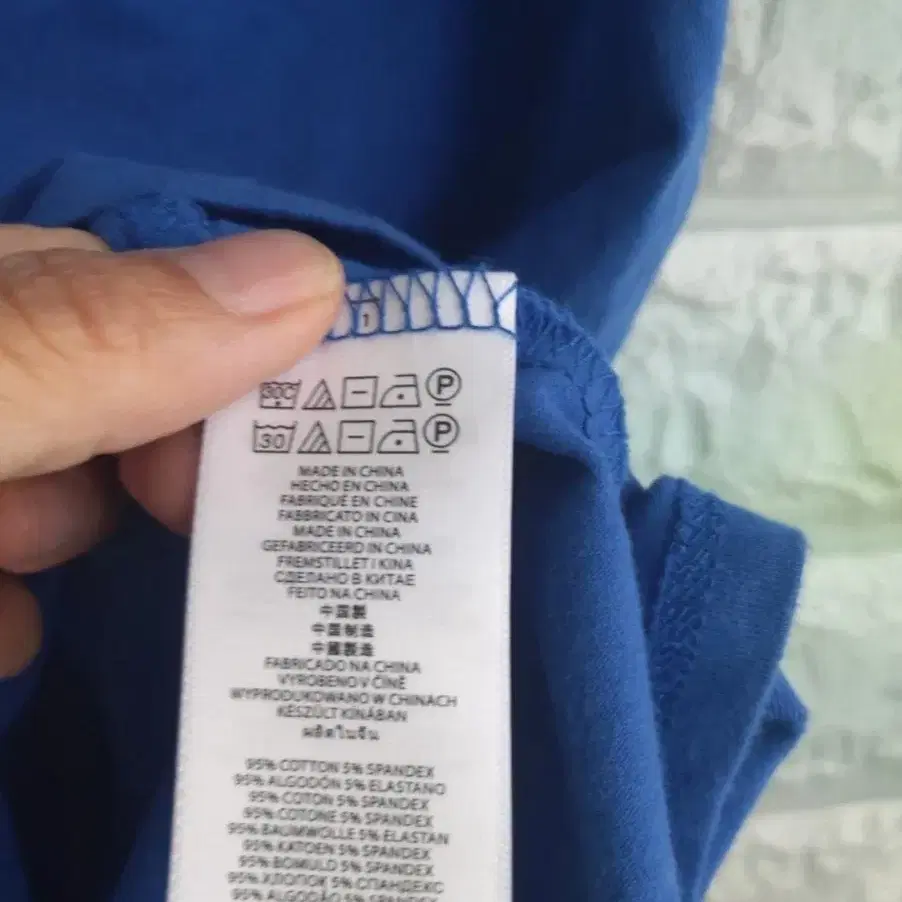 1
30C P
30 P
MADE IN CHINA
HECHO EN CHINA
FABRIQUÉ EN CHINE
FABBRICATO IN CINA
MADE IN CHINA
GEFABRICEERD IN CHINA
FREMSTILLET I KINA
СДЕЛАНО В КИТАЕ
FEITO NA CHINA
中国製
中国制造
中國製造
FABRICADO NA CHINA
VYROBENO V ČÍNĚ
WYPRODUKOWANO W CHINACH
KÉSZÜLT KÍNÁBAN
ผลิตในจีน
95% COTTON 5% SPANDEX
95% ALGODÓN 5% ELASTANO
95% COTON 5% SPANDEX
95% COTONE 5% SPANDEX
95% BAUMWOLLE 5% ELASTAN
95% KATOEN 5% SPANDEX
95% BOMULD 5% SPANDEX
95% ХЛОПОК 5% СПАНДЕКС
95% ALGODÃO 5% SPANDEX